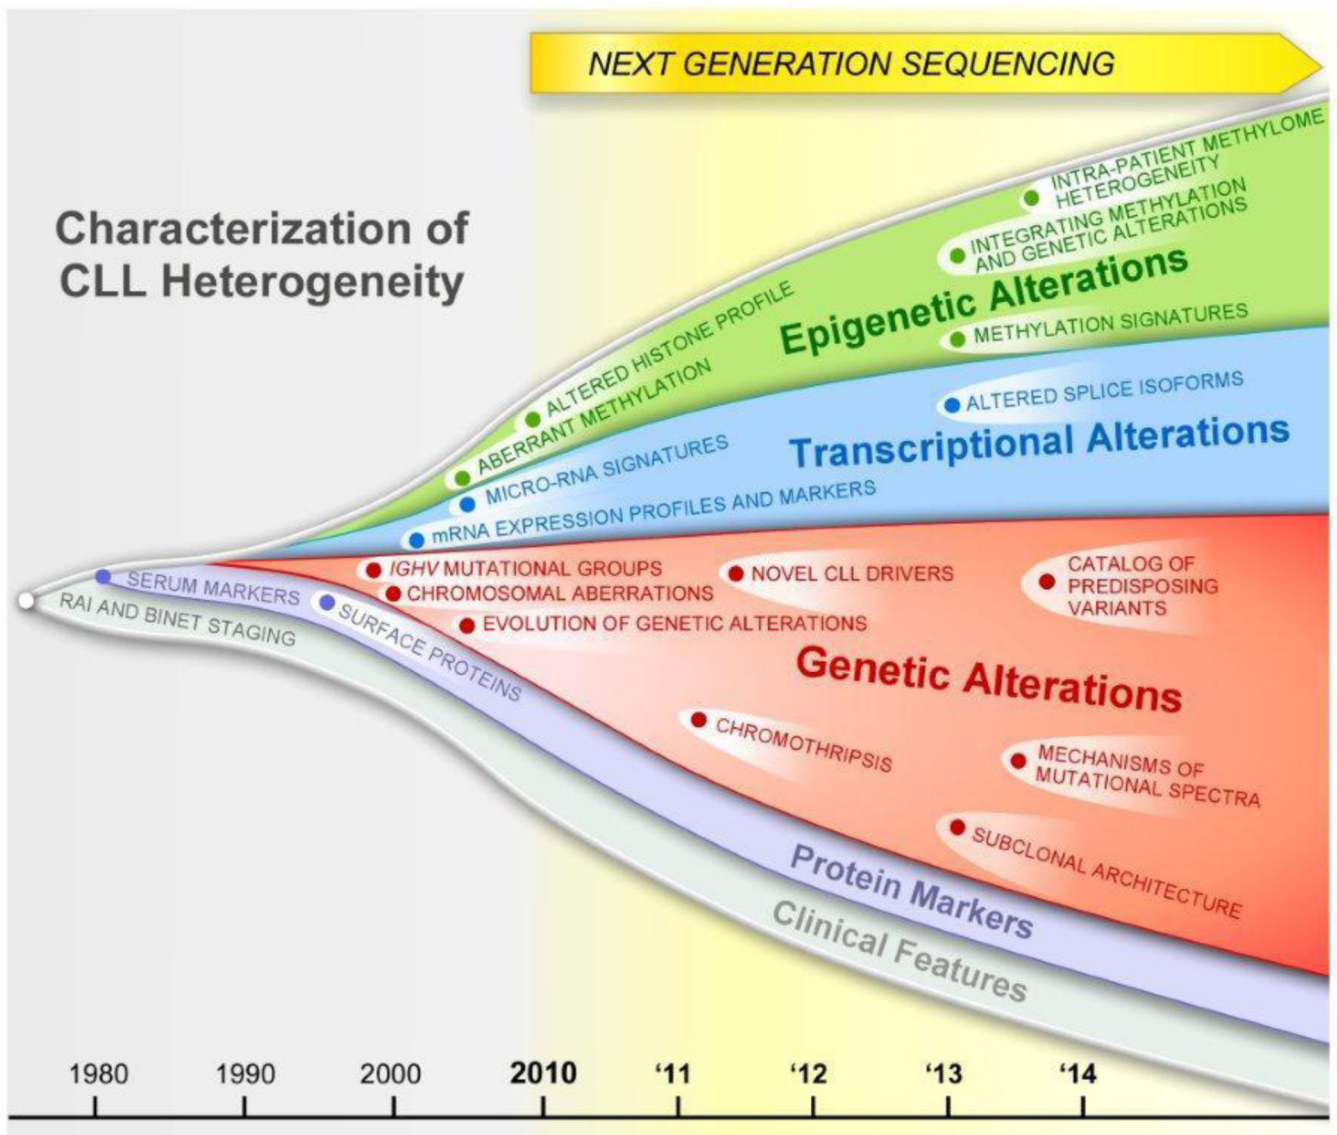 NEXT GENERATION SEQUENCING
Characterization of
CLL Heterogeneity
INTRA-PATIENT METHYLOME
HETEROGENEITY
INTEGRATING METHYLATION
AND GENETIC ALTERATIONS
Epigenetic Alterations
METHYLATION SIGNATURES
ALTERED HISTONE PROFILE
ABERRANT METHYLATION
ALTERED SPLICE ISOFORMS
Transcriptional Alterations
MICRO-RNA SIGNATURES
mRNA EXPRESSION PROFILES AND MARKERS
IGHV MUTATIONAL GROUPS
CHROMOSOMAL ABERRATIONS
EVOLUTION OF GENETIC ALTERATIONS
NOVEL CLL DRIVERS
CATALOG OF
PREDISPOSING
VARIANTS
Genetic Alterations
CHROMOTHRIPSIS
MECHANISMS OF
MUTATIONAL SPECTRA
SUBCLONAL ARCHITECTURE
SERUM MARKERS
SURFACE PROTEINS
Protein Markers
RAI AND BINET STAGING
Clinical Features
1980 1990 2000 2010 ‘11 ‘12 ‘13 ‘14